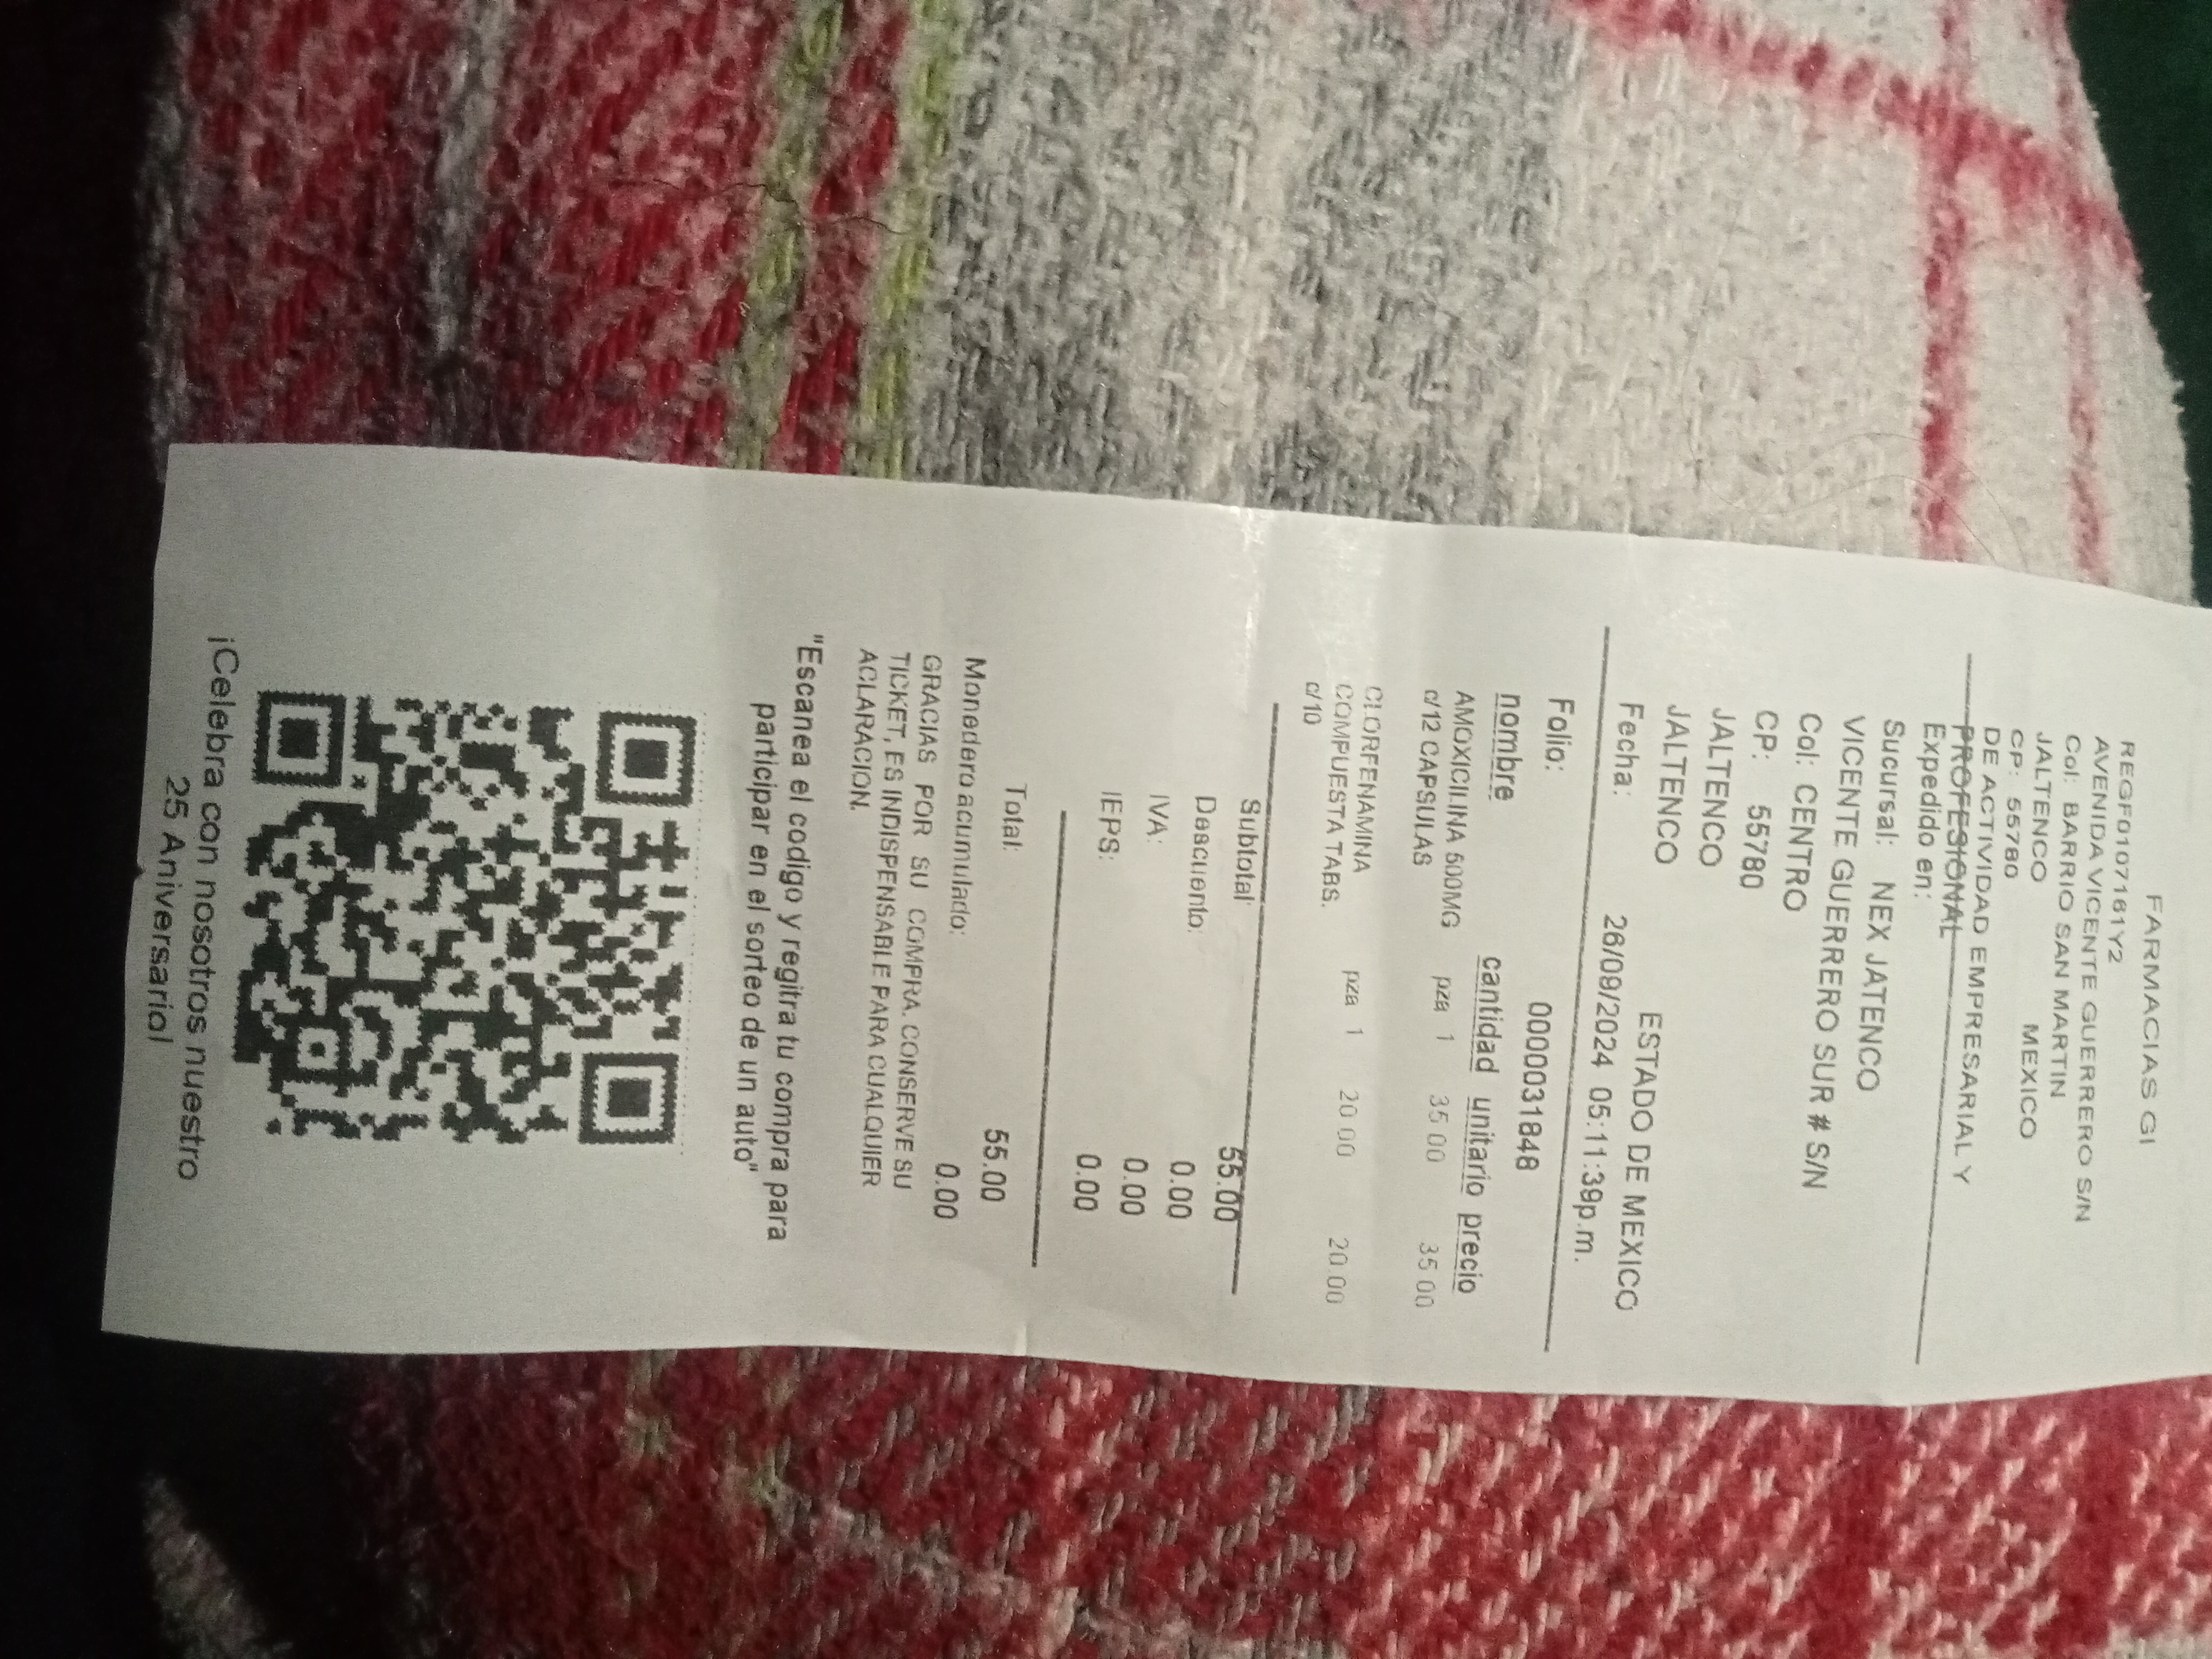 FARMACIAS GI
REGF0107161Y2
AVENIDA VICENTE GUERRERO S/N
Col: BARRIO SAN MARTIN
JALTENCO MEXICO
CP: 55780
DE ACTIVIDAD EMPRESARIAL Y
PROFESIONAL
Expedido en:
Sucursal: NEX JATENCO
VICENTE GUERRERO SUR # S/N
Col: CENTRO
CP: 55780
JALTENCO
JALTENCO ESTADO DE MEXICO
Fecha: 26/09/2024 05:11:39p.m.
Folio: 0000031848
nombre cantidad unitario precio
AMOXICILINA 500MG pza 1 35 00 35 00
c/12 CAPSULAS
CLORFENAMINA pza 1 20 00 20.00
COMPUESTA TABS.
c/10
Subtotal: 55.00
Dascuento: 0.00
IVA: 0.00
IEPS: 0.00
Total: 55.00
Monedero acumulado: 0.00
GRACIAS POR SU COMPRA. CONSERVE SU
TICKET, ES INDISPENSABLE PARA CUALQUIER
ACLARACION.
"Escanea el codigo y regitra tu compra para
participar en el sorteo de un auto"
¡Celebra con nosotros nuestro
25 Aniversario!